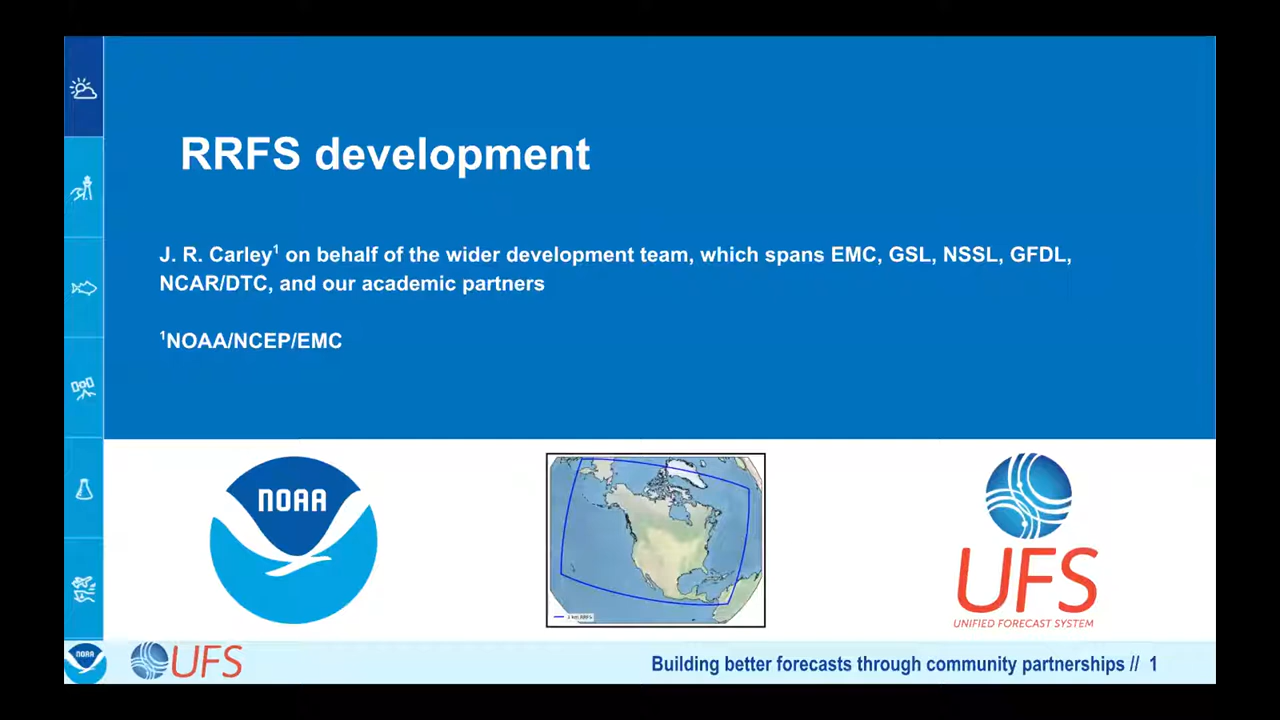 RRFS development
J. R. Carley¹ on behalf of the wider development team, which spans EMC, GSL, NSSL, GFDL,
NCAR/DTC, and our academic partners
¹NOAA/NCEP/EMC
NOAA
UFS
UNIFIED FORECAST SYSTEM
NOAA
UFS
Building better forecasts through community partnerships // 1